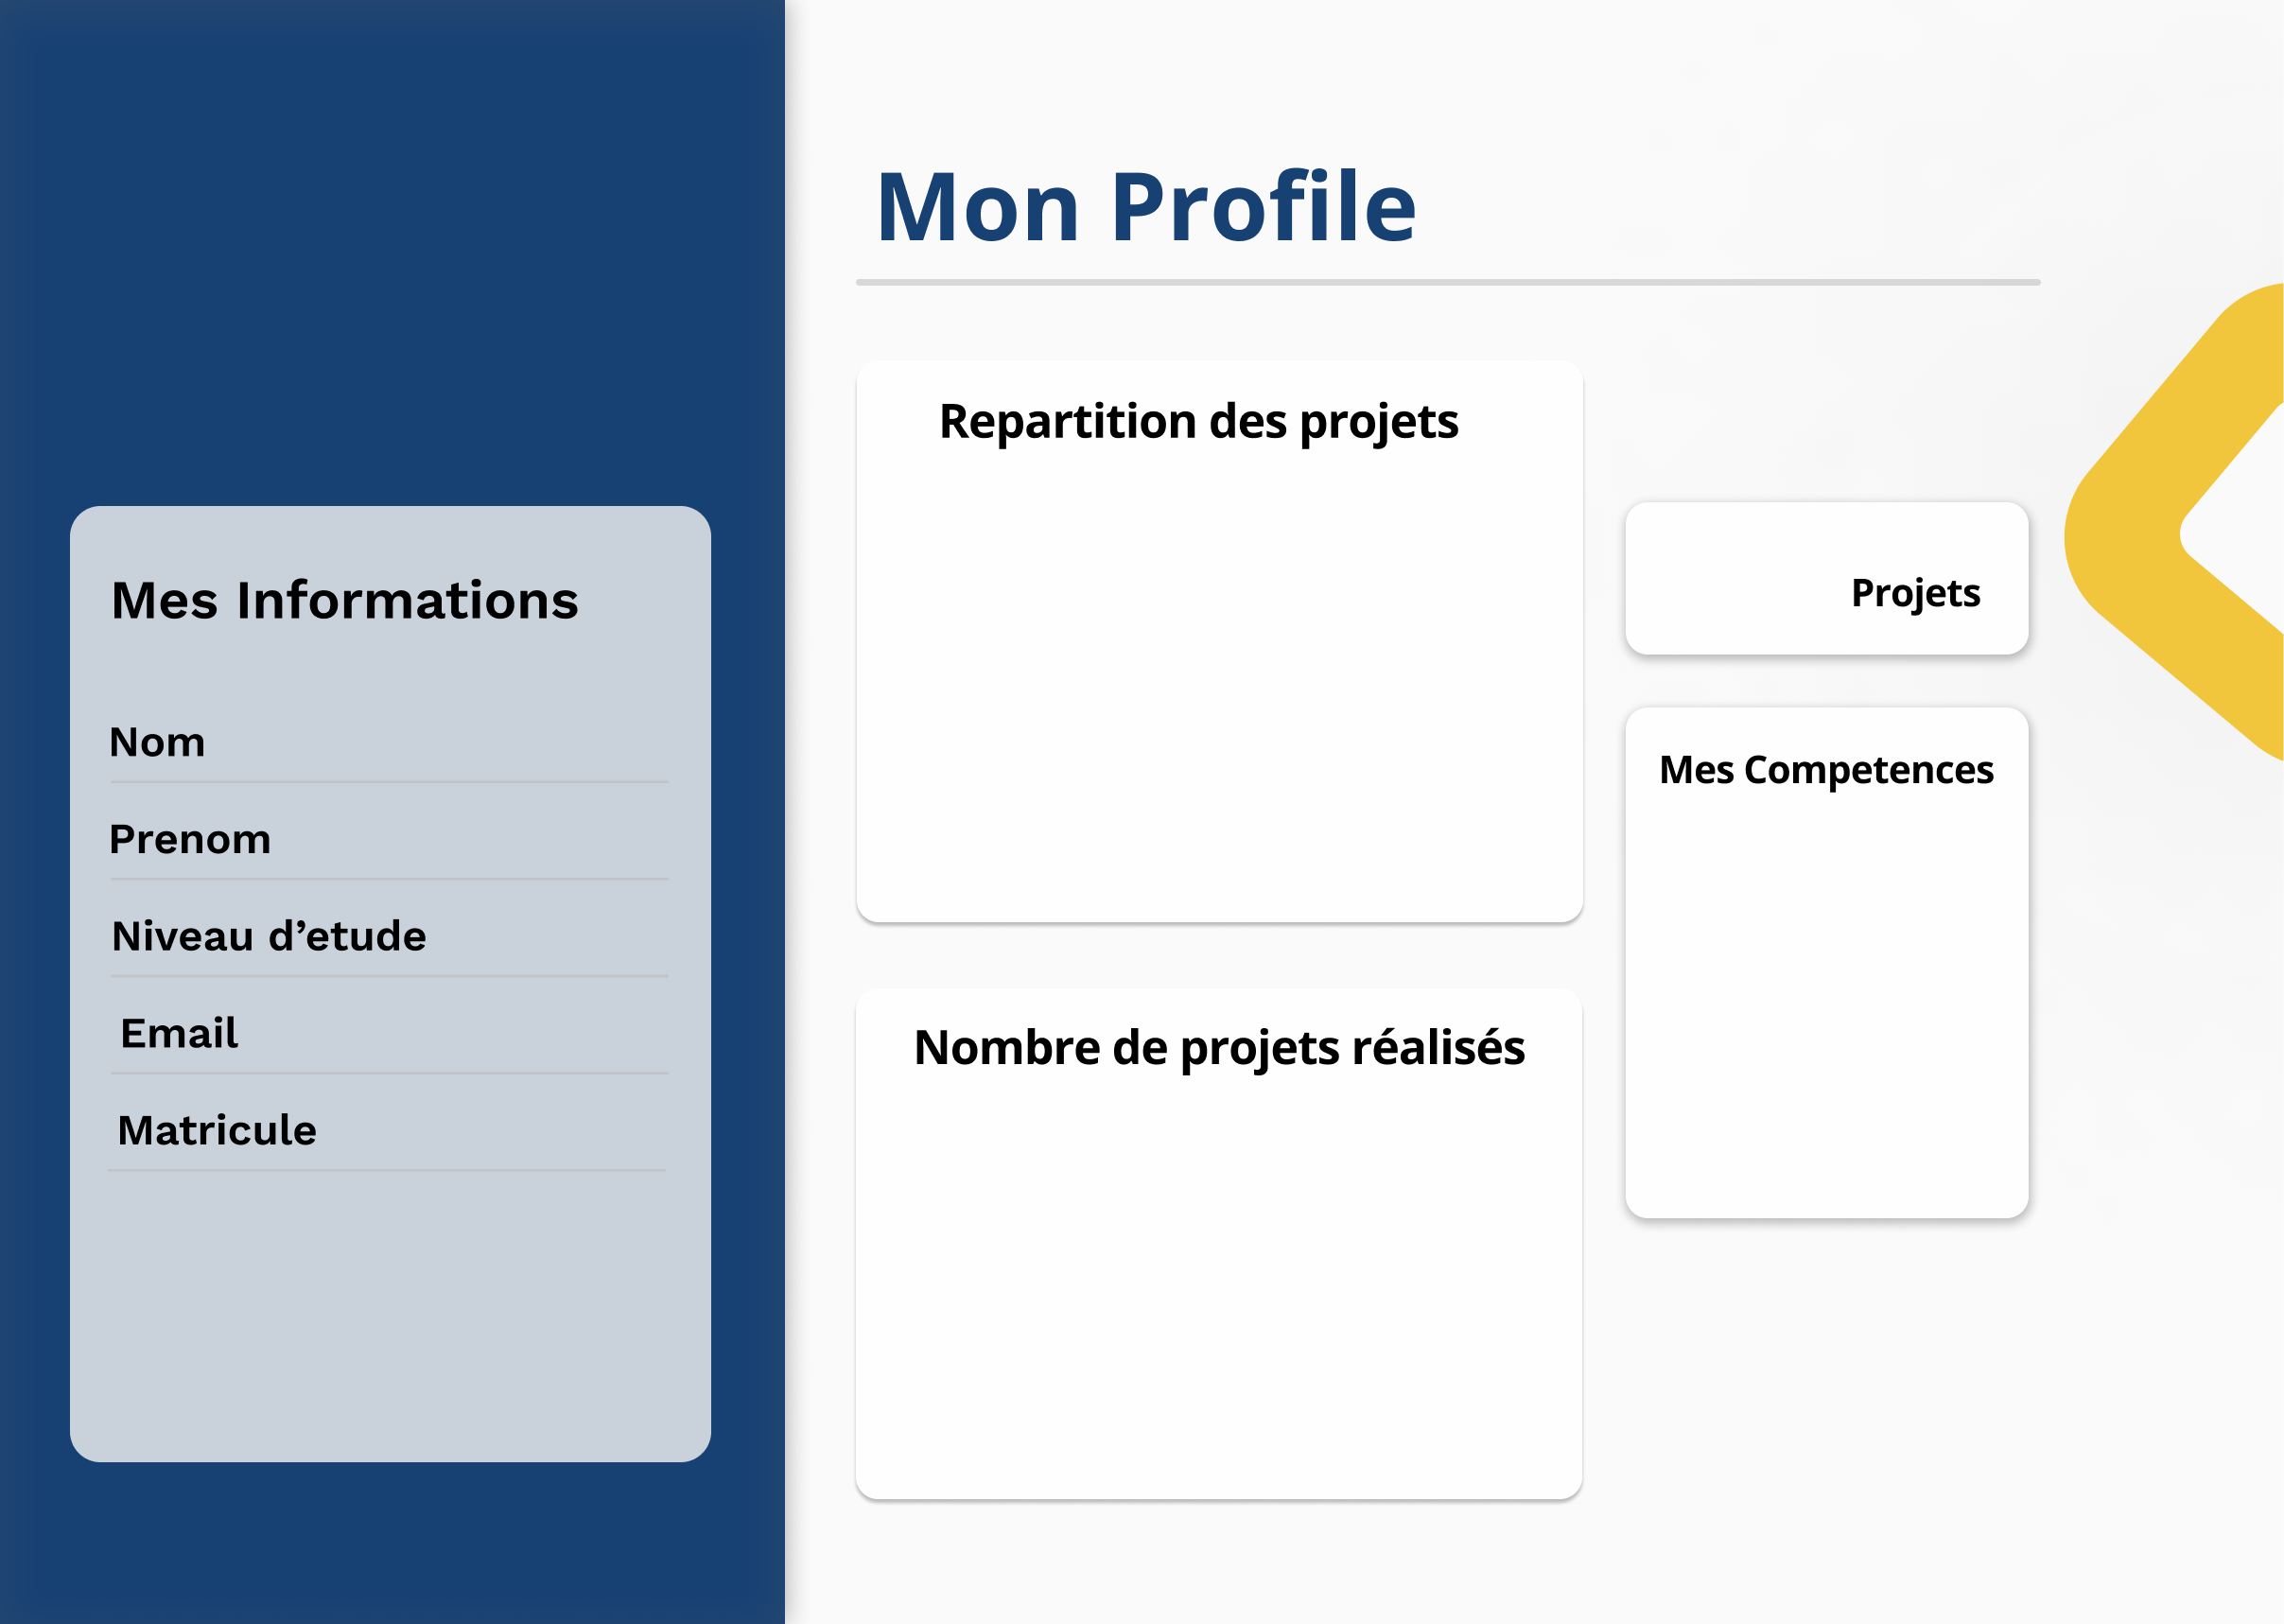 Mon Profile
Mes Informations
Nom
Prenom
Niveau d’etude
Email
Matricule
Repartition des projets
Projets
Mes Competences
Nombre de projets réalisés